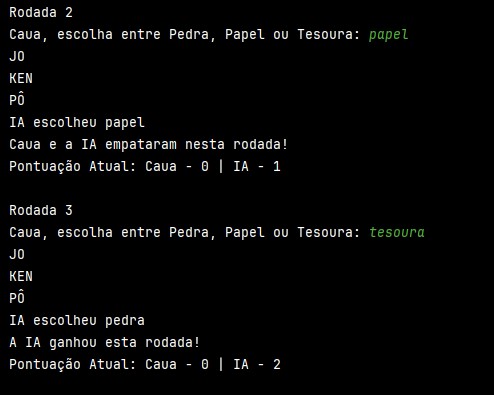 Rodada 2
Caua, escolha entre Pedra, Papel ou Tesoura: papel
JO
KEN
PÔ
IA escolheu papel
Caua e a IA empataram nesta rodada!
Pontuação Atual: Caua - 0 | IA - 1
Rodada 3
Caua, escolha entre Pedra, Papel ou Tesoura: tesoura
JO
KEN
PÔ
IA escolheu pedra
A IA ganhou esta rodada!
Pontuação Atual: Caua - 0 | IA - 2